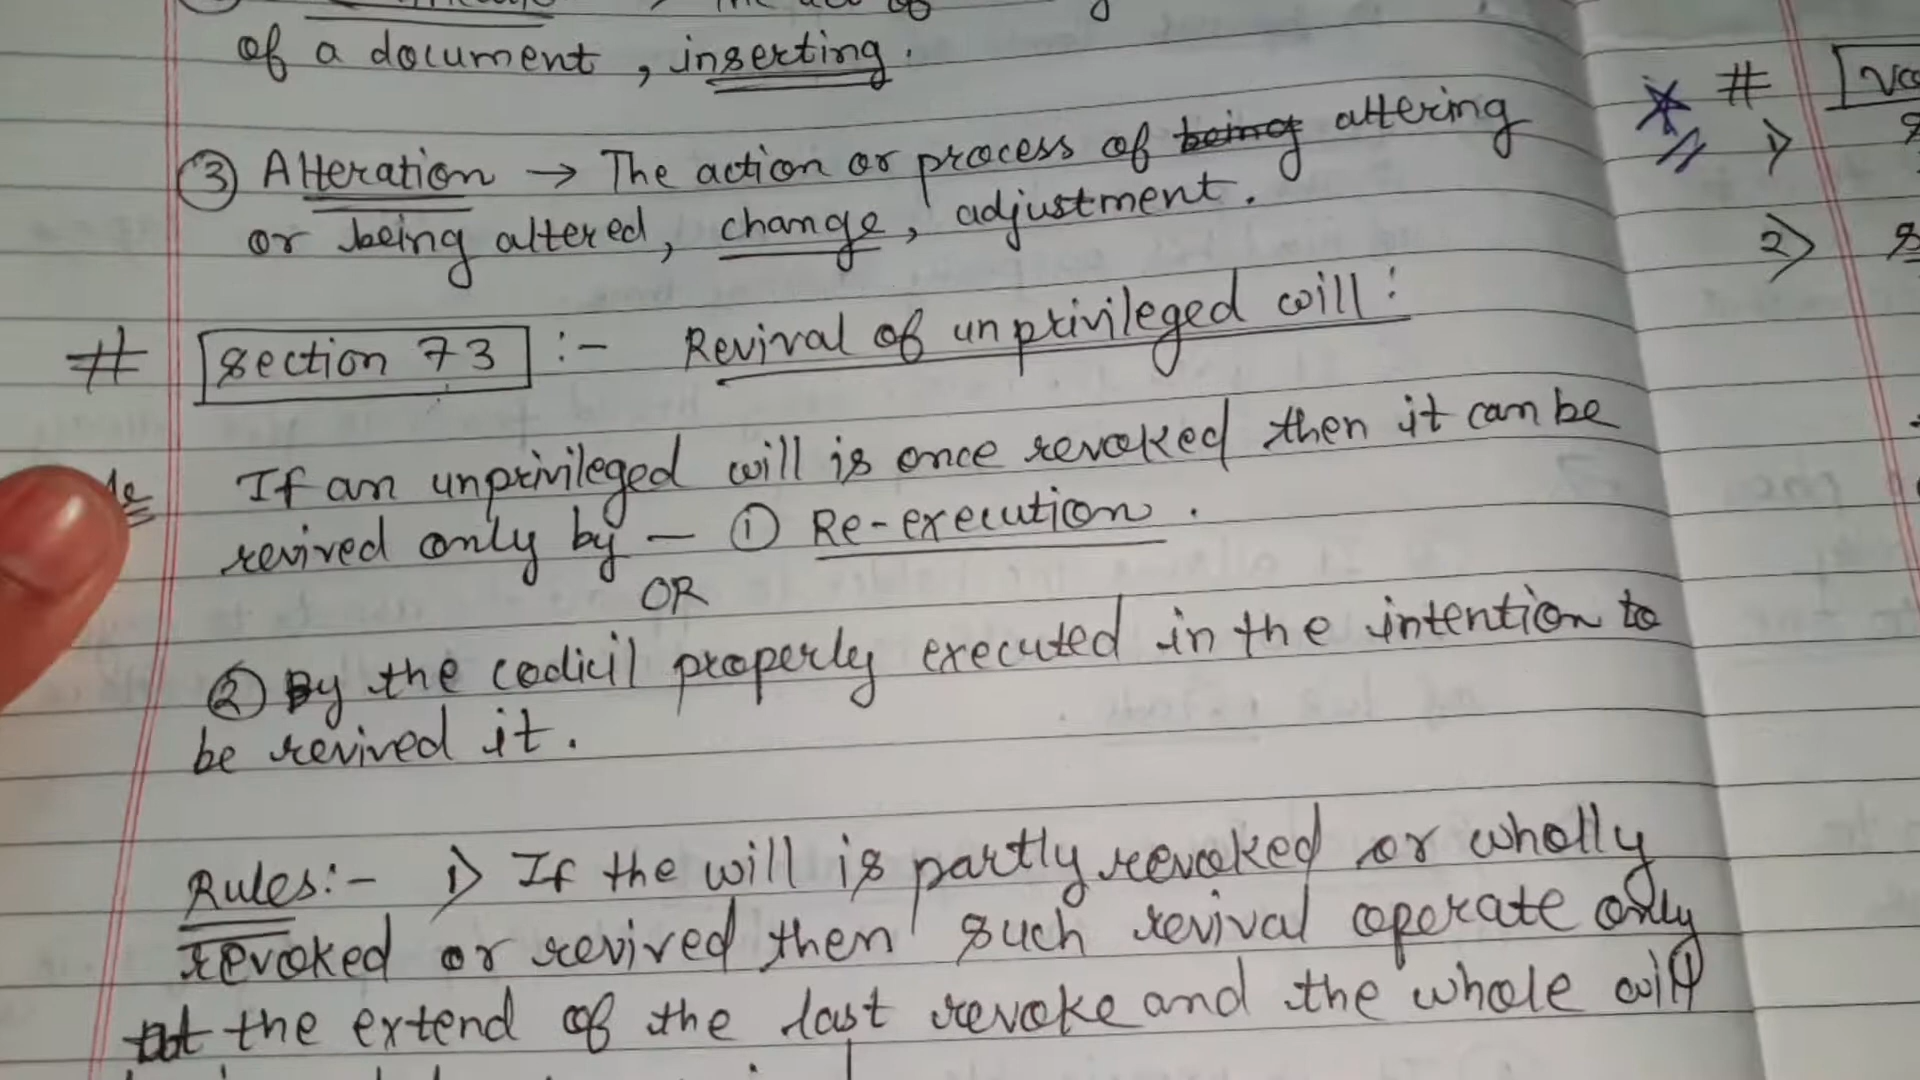 of a document, inserting.
③ Alteration → The action or process of being altering
or being altered, change, adjustment.
# Section 73 :- Revival of unprivileged will:
If an unprivileged will is once revoked then it can be
revived only by – ① Re-execution.
OR
② By the codicil properly executed in the intention to
be revived it.
Rules:- 1) If the will is partly revoked or wholly
revoked or revived then such revival operate only
the extend of the last revoke and the whole will
#
1)
2)